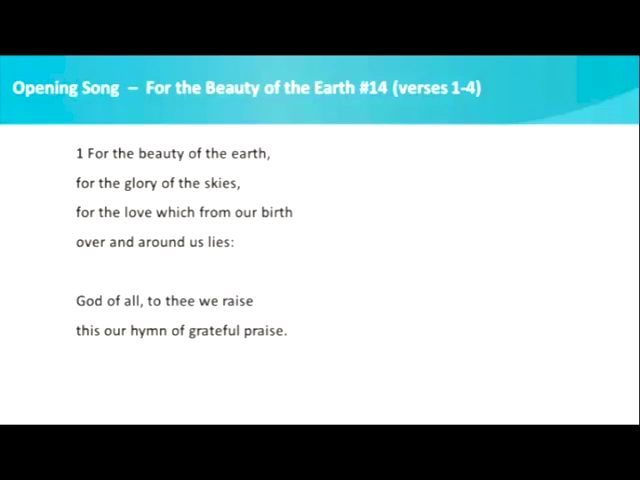 Opening Song – For the Beauty of the Earth #14 (verses 1-4)
1 For the beauty of the earth,
for the glory of the skies,
for the love which from our birth
over and around us lies:
God of all, to thee we raise
this our hymn of grateful praise.